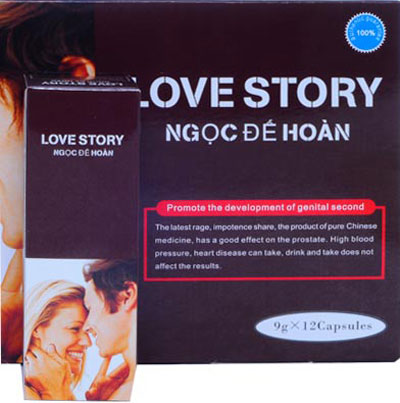 100%
LOVE STORY
NGỌC ĐẾ HOÀN
Promote the development of genital second
The latest rage, impotence share, the product of pure Chinese
medicine, has a good effect on the prostate. High blood
pressure, heart disease can take, drink and take does not
affect the results.
9g×12Capsules
LOVE STORY
NGỌC ĐẾ HOÀN